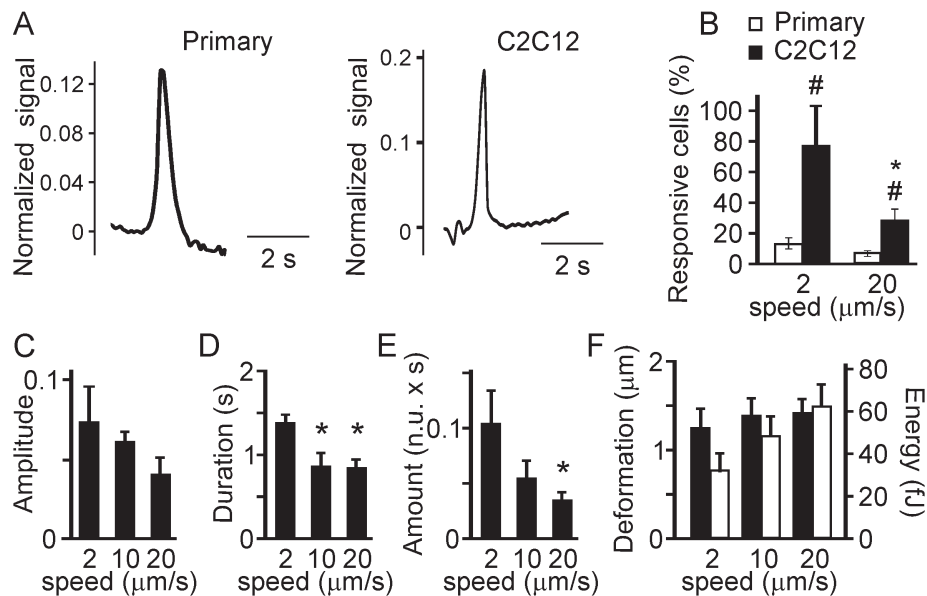 A
Primary
Normalized signal
0.12
0.08
0.04
0
2 s
C2C12
Normalized signal
0.2
0.1
0
2 s
B
Primary
C2C12
Responsive cells (%)
100
80
60
40
20
0
#
*
#
2 20
speed (μm/s)
C
Amplitude
0.1
0
2 10 20
speed (μm/s)
D
Duration (s)
2
1
0
* *
2 10 20
speed (μm/s)
E
Amount (n.u. x s)
0.1
0
*
2 10 20
speed (μm/s)
F
Deformation (μm)
2
1
0
80
60
40
20
0
Energy (fJ)
2 10 20
speed (μm/s)